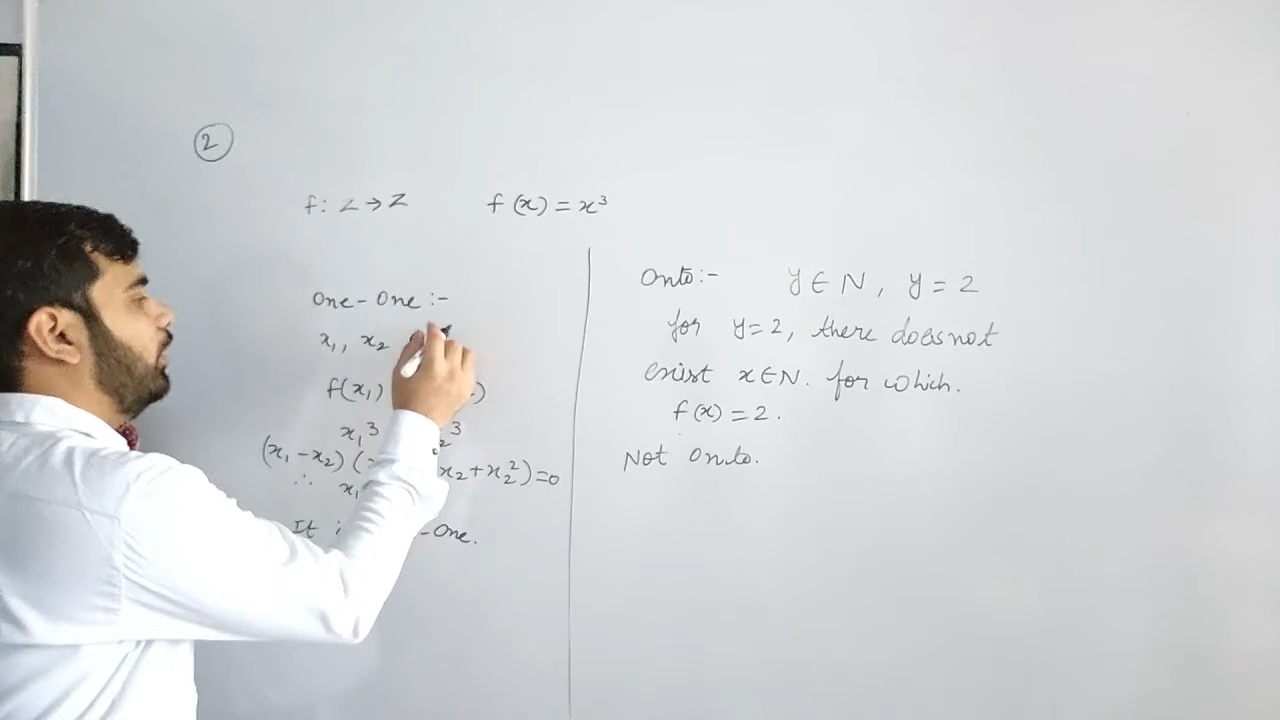 2
f: Z → Z f(x) = x³
One-One :-
x₁, x₂
f(x₁) )
x₁³ ₂³
(x₁-x₂)( x₂+x₂²)=0
∴ x₁
It -One.
Onto:- y∈N, y=2
for y=2, there does not
exist x∈N. for which.
f(x)=2.
Not Onto.